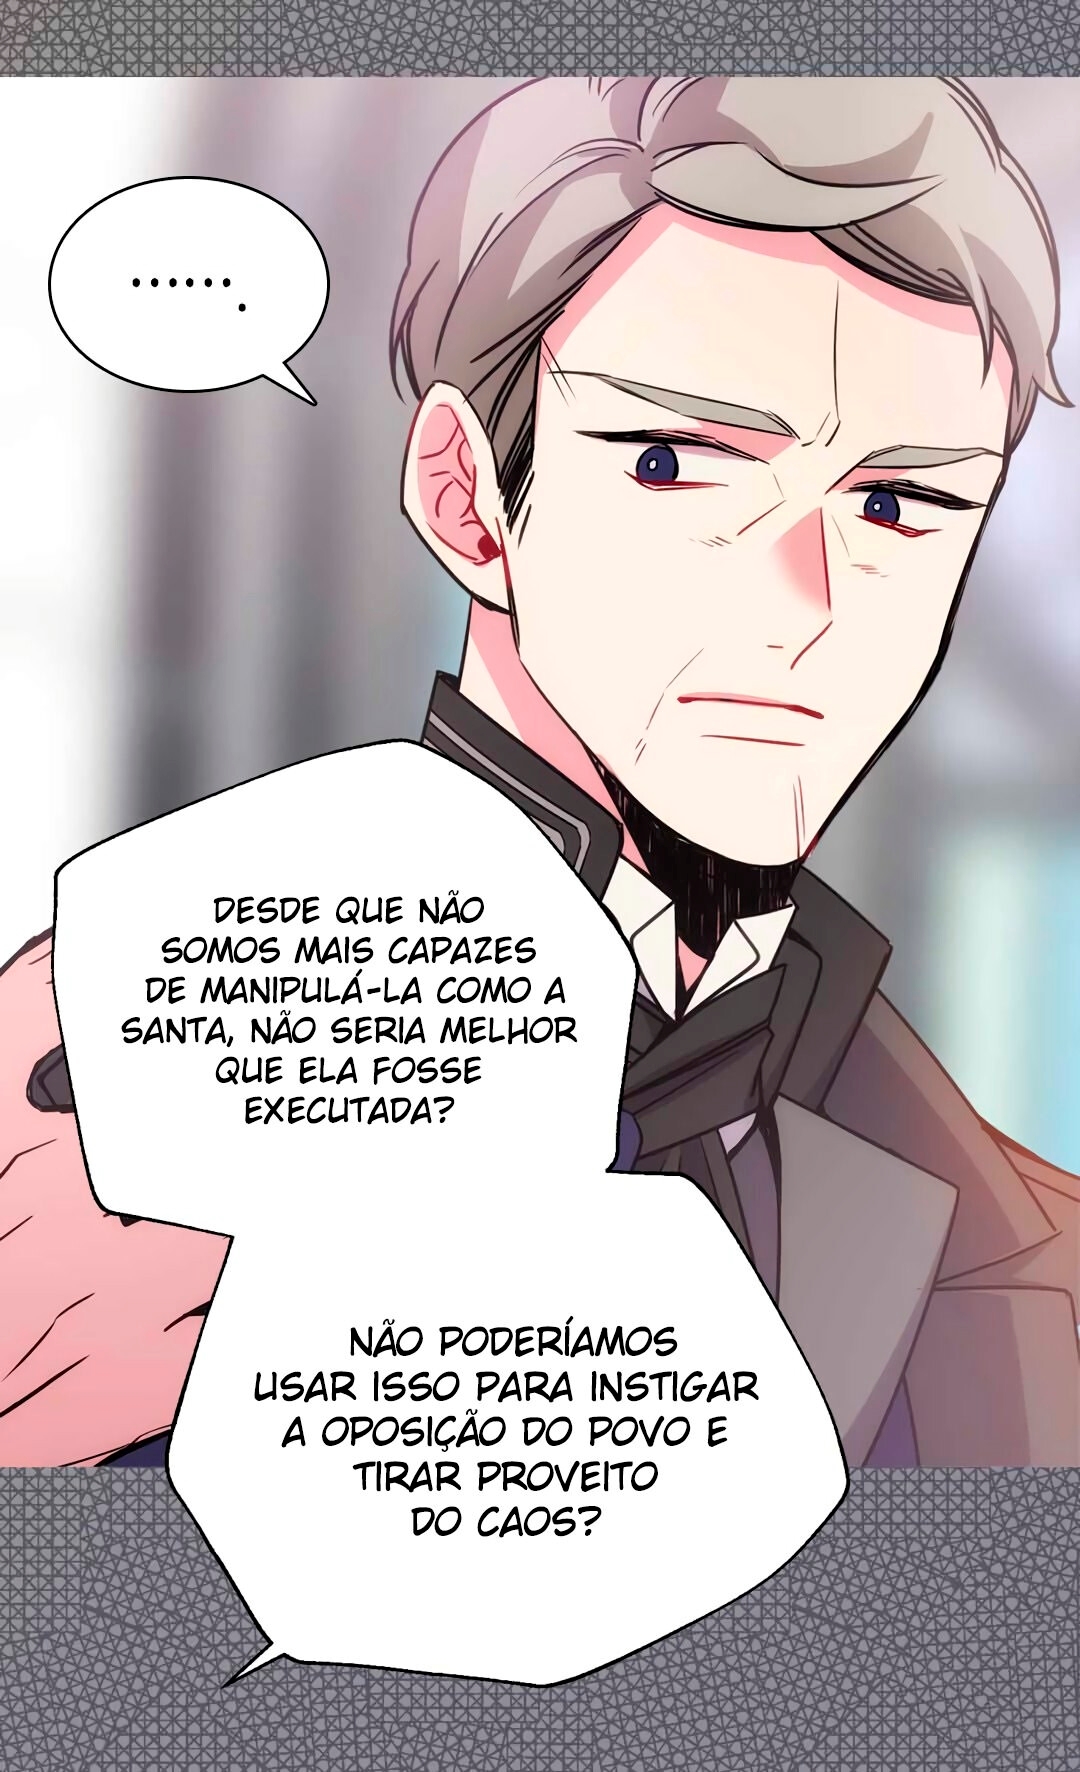 .......
DESDE QUE NÃO
SOMOS MAIS CAPAZES
DE MANIPULÁ-LA COMO A
SANTA, NÃO SERIA MELHOR
QUE ELA FOSSE
EXECUTADA?
NÃO PODERÍAMOS
USAR ISSO PARA INSTIGAR
A OPOSIÇÃO DO POVO E
TIRAR PROVEITO
DO CAOS?